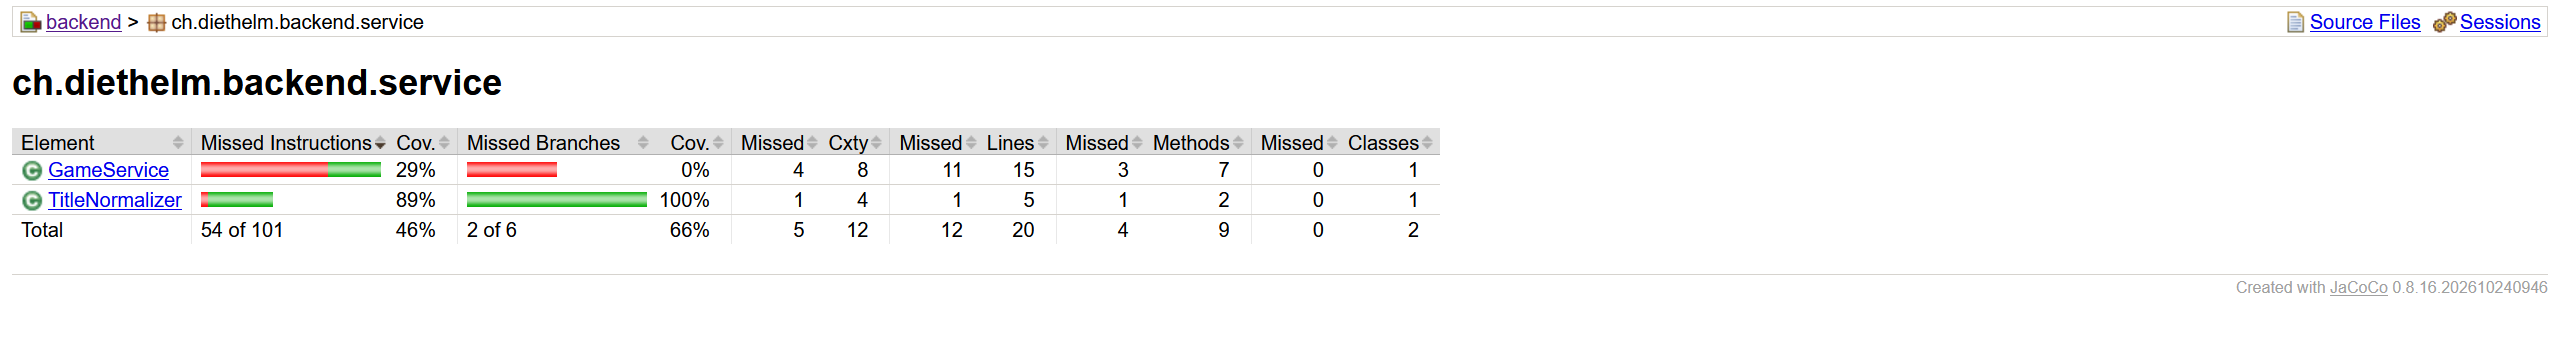 backend > ch.diethelm.backend.service Source Files Sessions
ch.diethelm.backend.service
Element Missed Instructions Cov. Missed Branches Cov. Missed Cxty Missed Lines Missed Methods Missed Classes
C GameService 29% 0% 4 8 11 15 3 7 0 1
C TitleNormalizer 89% 100% 1 4 1 5 1 2 0 1
Total 54 of 101 46% 2 of 6 66% 5 12 12 20 4 9 0 2
Created with JaCoCo 0.8.16.202610240946